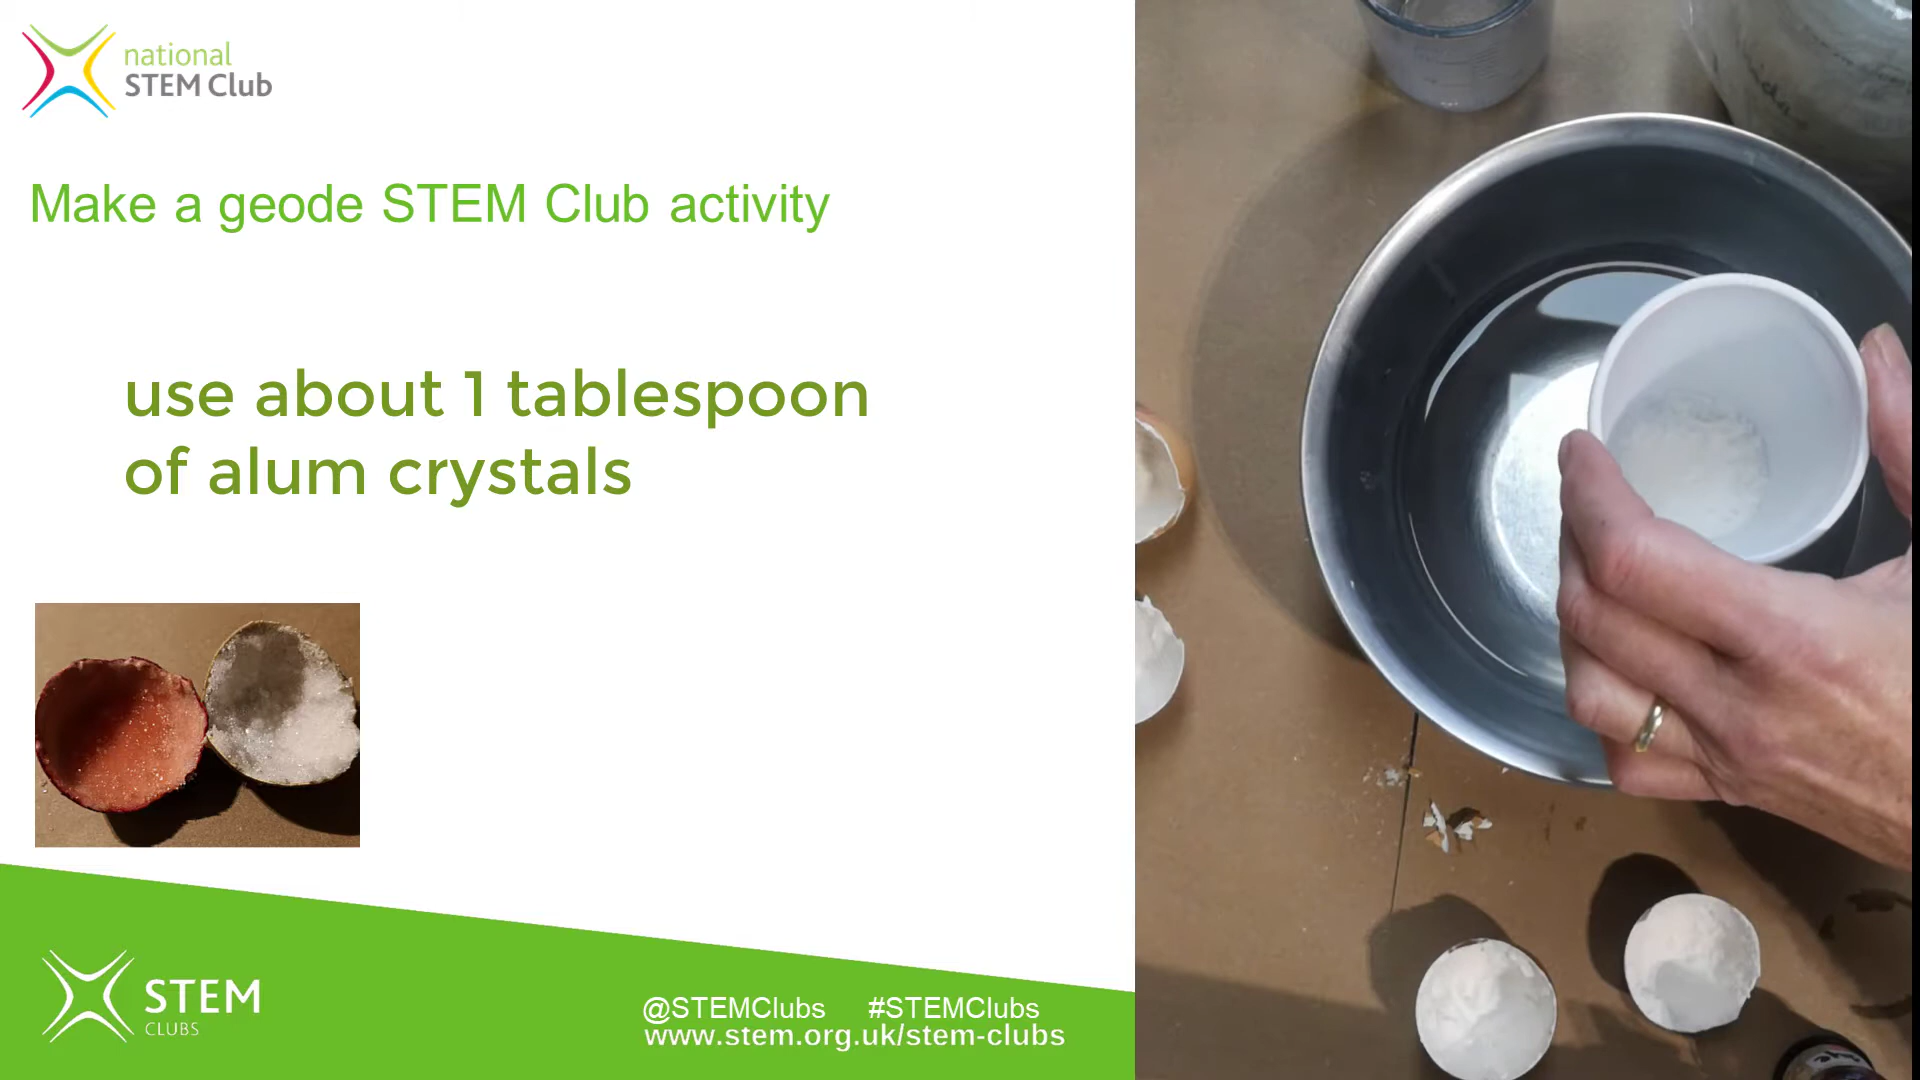 national
STEM Club
Make a geode STEM Club activity
use about 1 tablespoon
of alum crystals
STEM
CLUBS
@STEMClubs #STEMClubs
www.stem.org.uk/stem-clubs